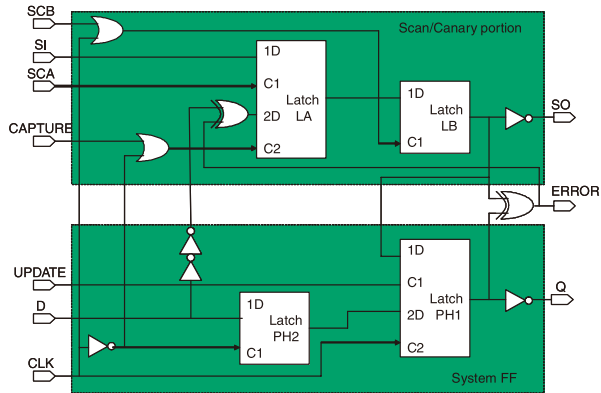 SCB
Scan/Canary portion
SI
1D
SCA
C1
1D
Latch
LA
Latch
LB
SO
2D
CAPTURE
C1
C2
ERROR
1D
UPDATE
C1
Q
1D
D
2D
Latch
PH1
Latch
PH2
C1
C2
CLK
System FF